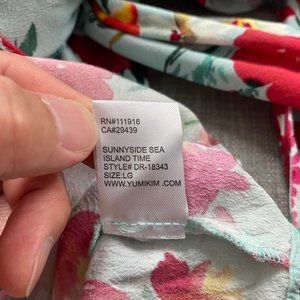 RN#111916
CA#29439
SUNNYSIDE SEA
ISLAND TIME
STYLE# DR-18343
SIZE:LG
WWW.YUMIKIM.COM